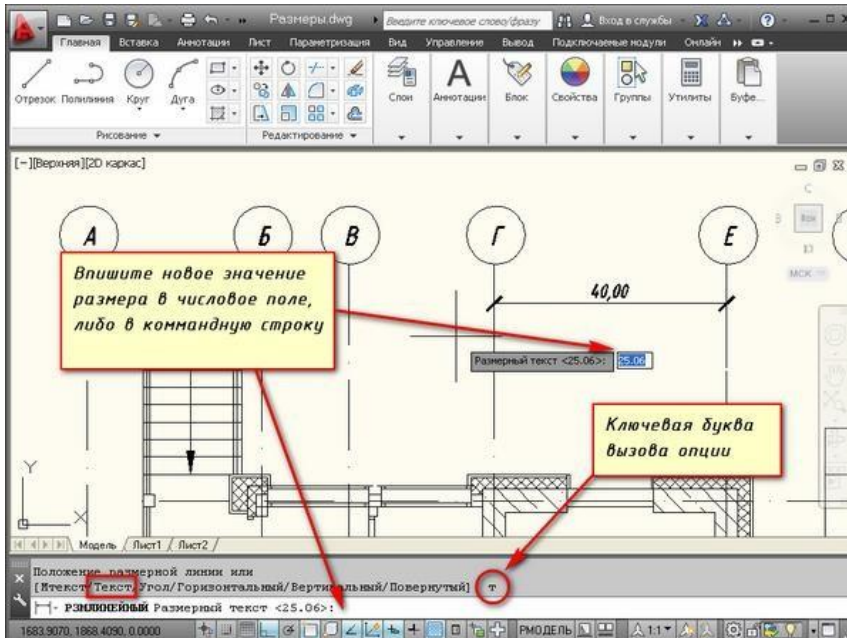 Размеры.dwg
Введите ключевое слово/фразу
Вход в службы
Главная Вставка Аннотации Лист Параметризация Вид Управление Вывод Подключаемые модули Онлайн
Отрезок Полилиния Круг Дуга Слои Аннотации Блок Свойства Группы Утилиты Буфе...
Рисование Редактирование
[-][Верхняя][2D каркас]
С
В
МСК
А Б В Г Е
40,00
Впишите новое значение
размера в числовое поле,
либо в коммандную строку
Размерный текст <25.06>: 25.06
Ключевая буква
вызова опции
Y
X
Модель / Лист1 / Лист2 /
Положение размерной линии или
[Мтекст/Текст/Угол/Горизонтальный/Вертикальный/Повернутый] т
РЗМЛИНЕЙНЫЙ Размерный текст <25.06>:
1683.9070, 1868.4090, 0.0000
РМОДЕЛЬ
1:1